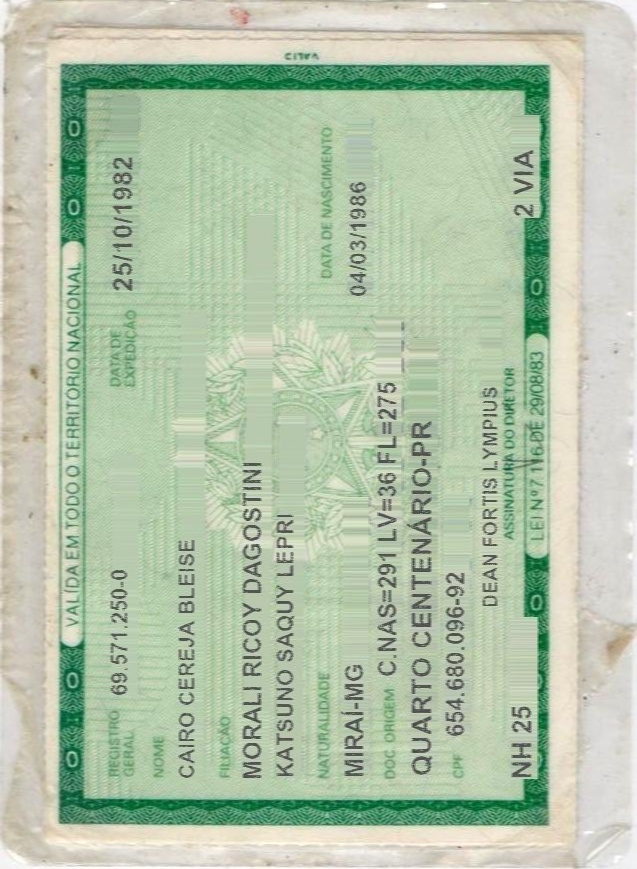 VALID
VÁLIDA EM TODO O TERRITÓRIO NACIONAL
REGISTRO GERAL 69.571.250-0 DATA DE EXPEDIÇÃO 25/10/1982
NOME
CAIRO CEREJA BLEISE
FILIAÇÃO
MORALI RICOY DAGOSTINI
KATSUNO SAQUY LEPRI
NATURALIDADE DATA DE NASCIMENTO
MIRAÍ-MG 04/03/1986
DOC ORIGEM C.NAS=291 LV=36 FL=275
QUARTO CENTENÁRIO-PR
CPF 654.680.096-92
DEAN FORTIS LYMPIUS
ASSINATURA DO DIRETOR
NH 25 2 VIA
LEI Nº 7.116 DE 29/08/83